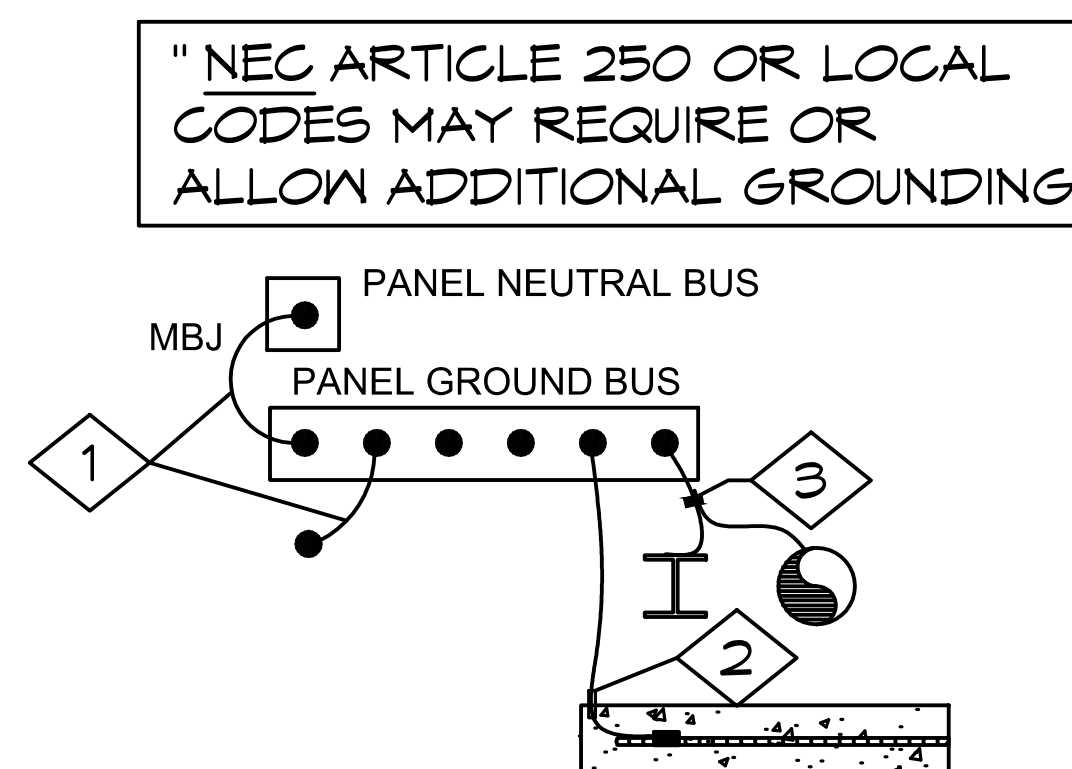 " NEC ARTICLE 250 OR LOCAL
CODES MAY REQUIRE OR
ALLOW ADDITIONAL GROUNDING
PANEL NEUTRAL BUS
MBJ
PANEL GROUND BUS
1
3
2